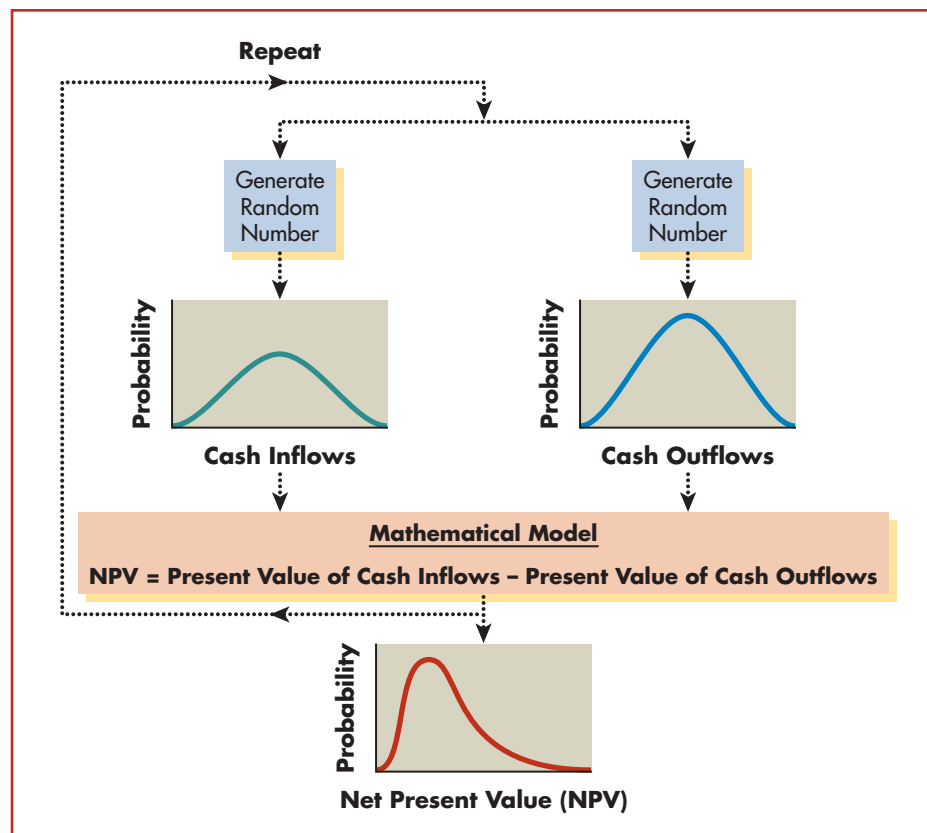 Repeat
Generate
Random
Number
Generate
Random
Number
Probability
Cash Inflows
Probability
Cash Outflows
Mathematical Model
NPV = Present Value of Cash Inflows – Present Value of Cash Outflows
Probability
Net Present Value (NPV)